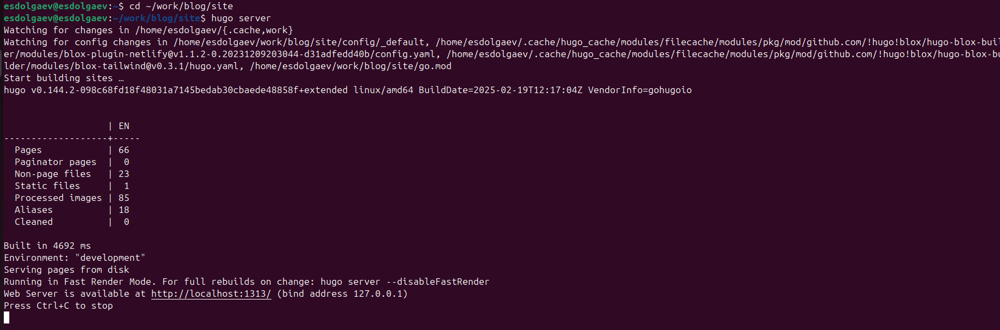 esdolgaev@esdolgaev:~$ cd ~/work/blog/site
esdolgaev@esdolgaev:~/work/blog/site$ hugo server
Watching for changes in /home/esdolgaev/{.cache,work}
Watching for config changes in /home/esdolgaev/work/blog/site/config/_default, /home/esdolgaev/.cache/hugo_cache/modules/filecache/modules/pkg/mod/github.com/!hugo!blox/hugo-blox-buil
er/modules/blox-plugin-netlify@v1.1.2-0.20231209203044-d31adfedd40b/config.yaml, /home/esdolgaev/.cache/hugo_cache/modules/filecache/modules/pkg/mod/github.com/!hugo!blox/hugo-blox-bu
lder/modules/blox-tailwind@v0.3.1/hugo.yaml, /home/esdolgaev/work/blog/site/go.mod
Start building sites …
hugo v0.144.2-098c68fd18f48031a7145bedab30cbaede48858f+extended linux/amd64 BuildDate=2025-02-19T12:17:04Z VendorInfo=gohugoio
                   | EN
-------------------+-----
  Pages            | 66
  Paginator pages  |  0
  Non-page files   | 23
  Static files     |  1
  Processed images | 85
  Aliases          | 18
  Cleaned          |  0
Built in 4692 ms
Environment: "development"
Serving pages from disk
Running in Fast Render Mode. For full rebuilds on change: hugo server --disableFastRender
Web Server is available at http://localhost:1313/ (bind address 127.0.0.1)
Press Ctrl+C to stop